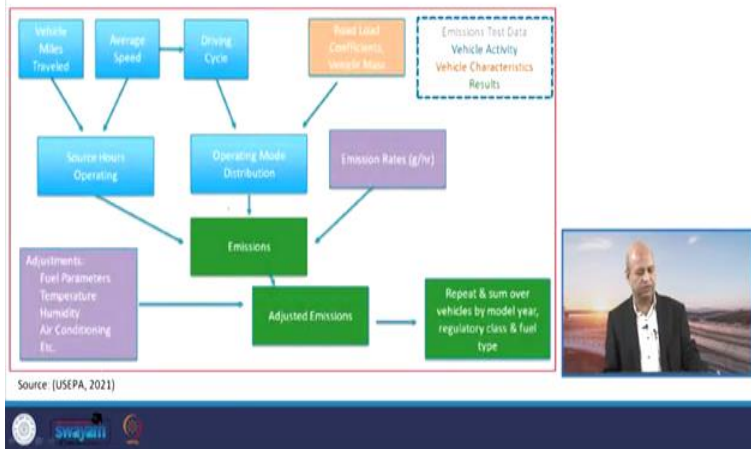 Vehicle
Miles
Traveled
Average
Speed
Driving
Cycle
Road Load
Coefficients,
Vehicle Mass
Emissions Test Data
Vehicle Activity
Vehicle Characteristics
Results
Source Hours
Operating
Operating Mode
Distribution
Emission Rates (g/hr)
Emissions
Adjustments:
Fuel Parameters
Temperature
Humidity
Air Conditioning
Etc.
Adjusted Emissions
Repeat & sum over
vehicles by model year,
regulatory class & fuel
type
Source: (USEPA, 2021)
swayam